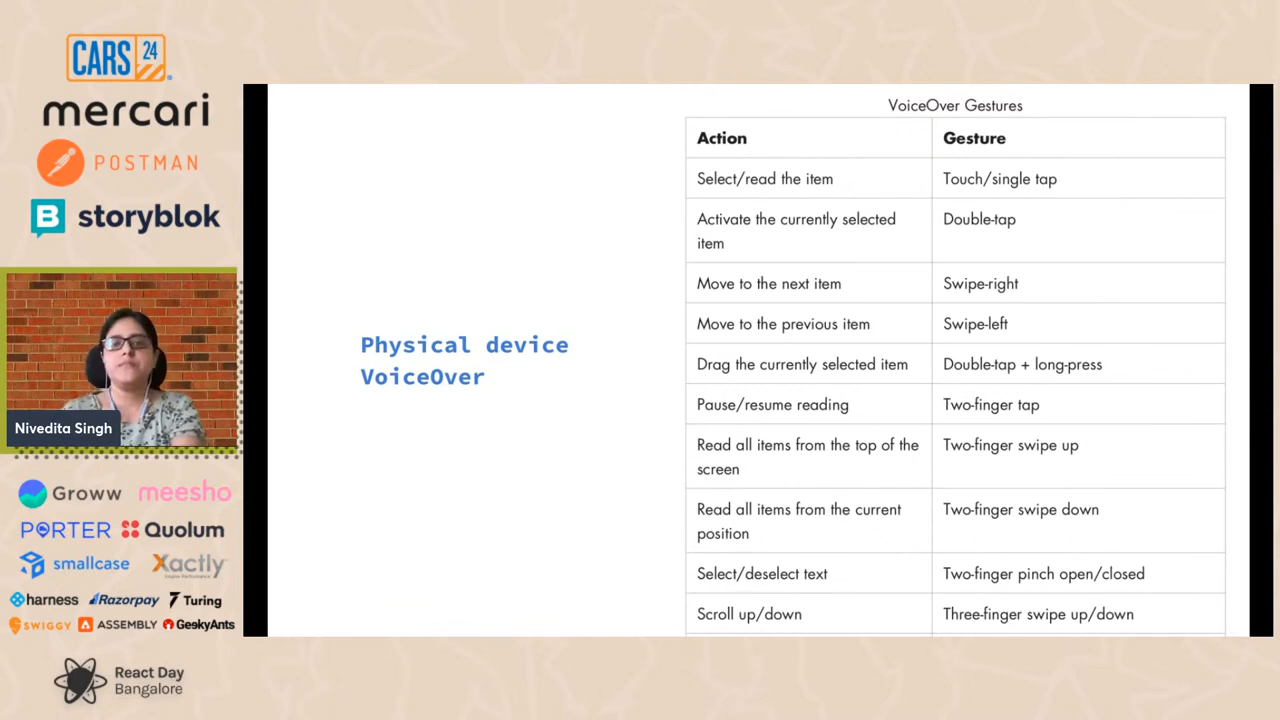 CARS 24
mercari
POSTMAN
storyblok
Nivedita Singh
Groww meesho
PORTER Quolum
smallcase Xactly
Inspire Performance
harness Razorpay Turing
SWIGGY ASSEMBLY GeekyAnts
React Day
Bangalore
Physical device
VoiceOver
VoiceOver Gestures
Action Gesture
Select/read the item Touch/single tap
Activate the currently selected Double-tap
item
Move to the next item Swipe-right
Move to the previous item Swipe-left
Drag the currently selected item Double-tap + long-press
Pause/resume reading Two-finger tap
Read all items from the top of the Two-finger swipe up
screen
Read all items from the current Two-finger swipe down
position
Select/deselect text Two-finger pinch open/closed
Scroll up/down Three-finger swipe up/down